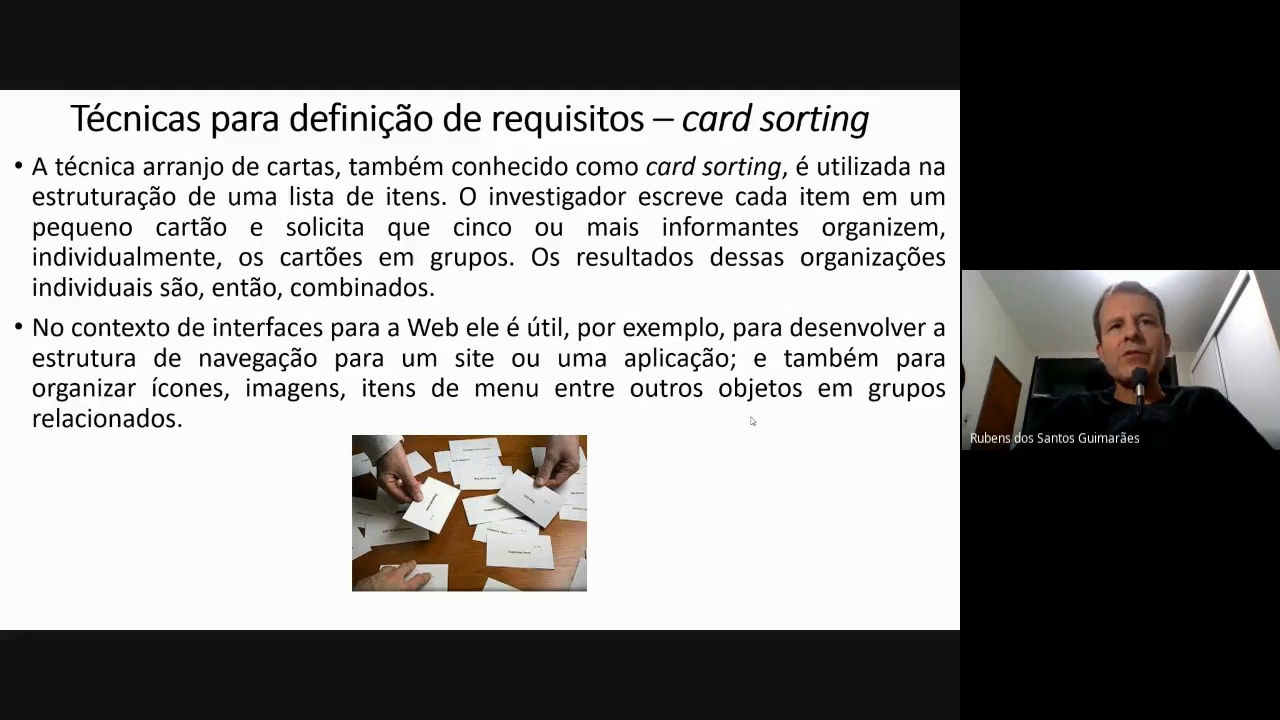 Técnicas para definição de requisitos – card sorting
• A técnica arranjo de cartas, também conhecido como card sorting, é utilizada na
estruturação de uma lista de itens. O investigador escreve cada item em um
pequeno cartão e solicita que cinco ou mais informantes organizem,
individualmente, os cartões em grupos. Os resultados dessas organizações
individuais são, então, combinados.
• No contexto de interfaces para a Web ele é útil, por exemplo, para desenvolver a
estrutura de navegação para um site ou uma aplicação; e também para
organizar ícones, imagens, itens de menu entre outros objetos em grupos
relacionados.
Rubens dos Santos Guimarães